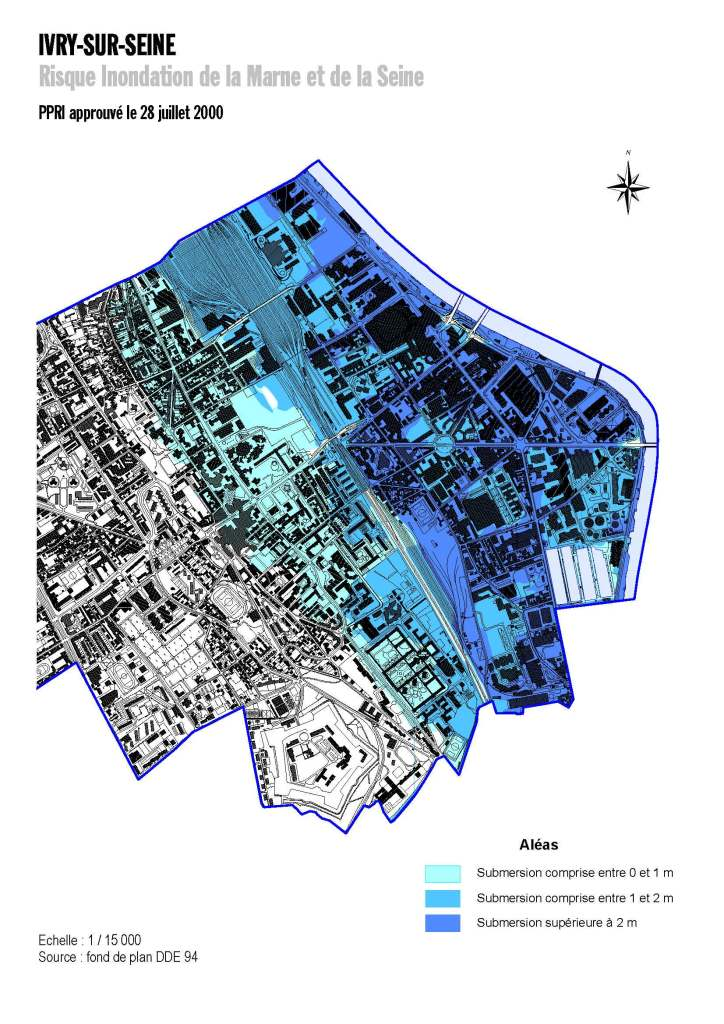 IVRY-SUR-SEINE
Risque Inondation de la Marne et de la Seine
PPRI approuvé le 28 juillet 2000
N
Aléas
Submersion comprise entre 0 et 1 m
Submersion comprise entre 1 et 2 m
Submersion supérieure à 2 m
Echelle : 1 / 15 000
Source : fond de plan DDE 94